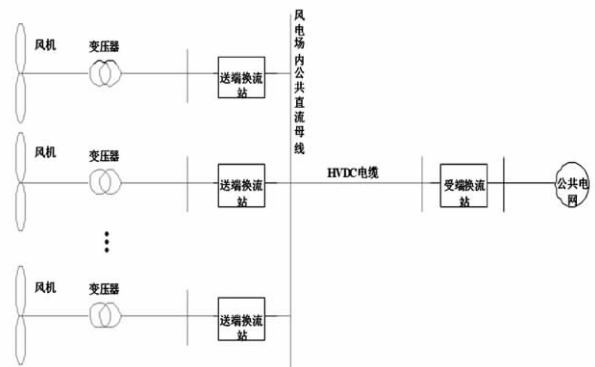 风机
变压器
送端换流
站
风电场内公共直流母线
风机
变压器
送端换流
站
HVDC电缆
受端换流
站
公共电
网
风机
变压器
送端换流
站